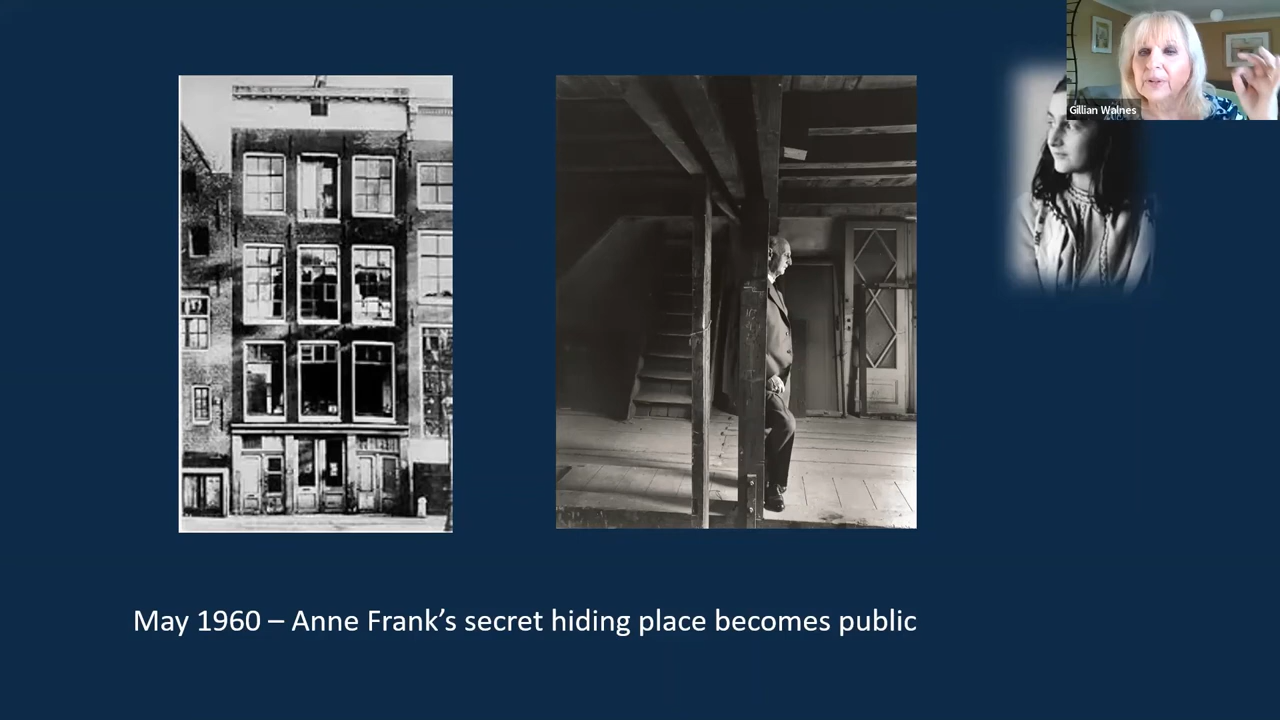 Gillian Walnes
May 1960 – Anne Frank’s secret hiding place becomes public